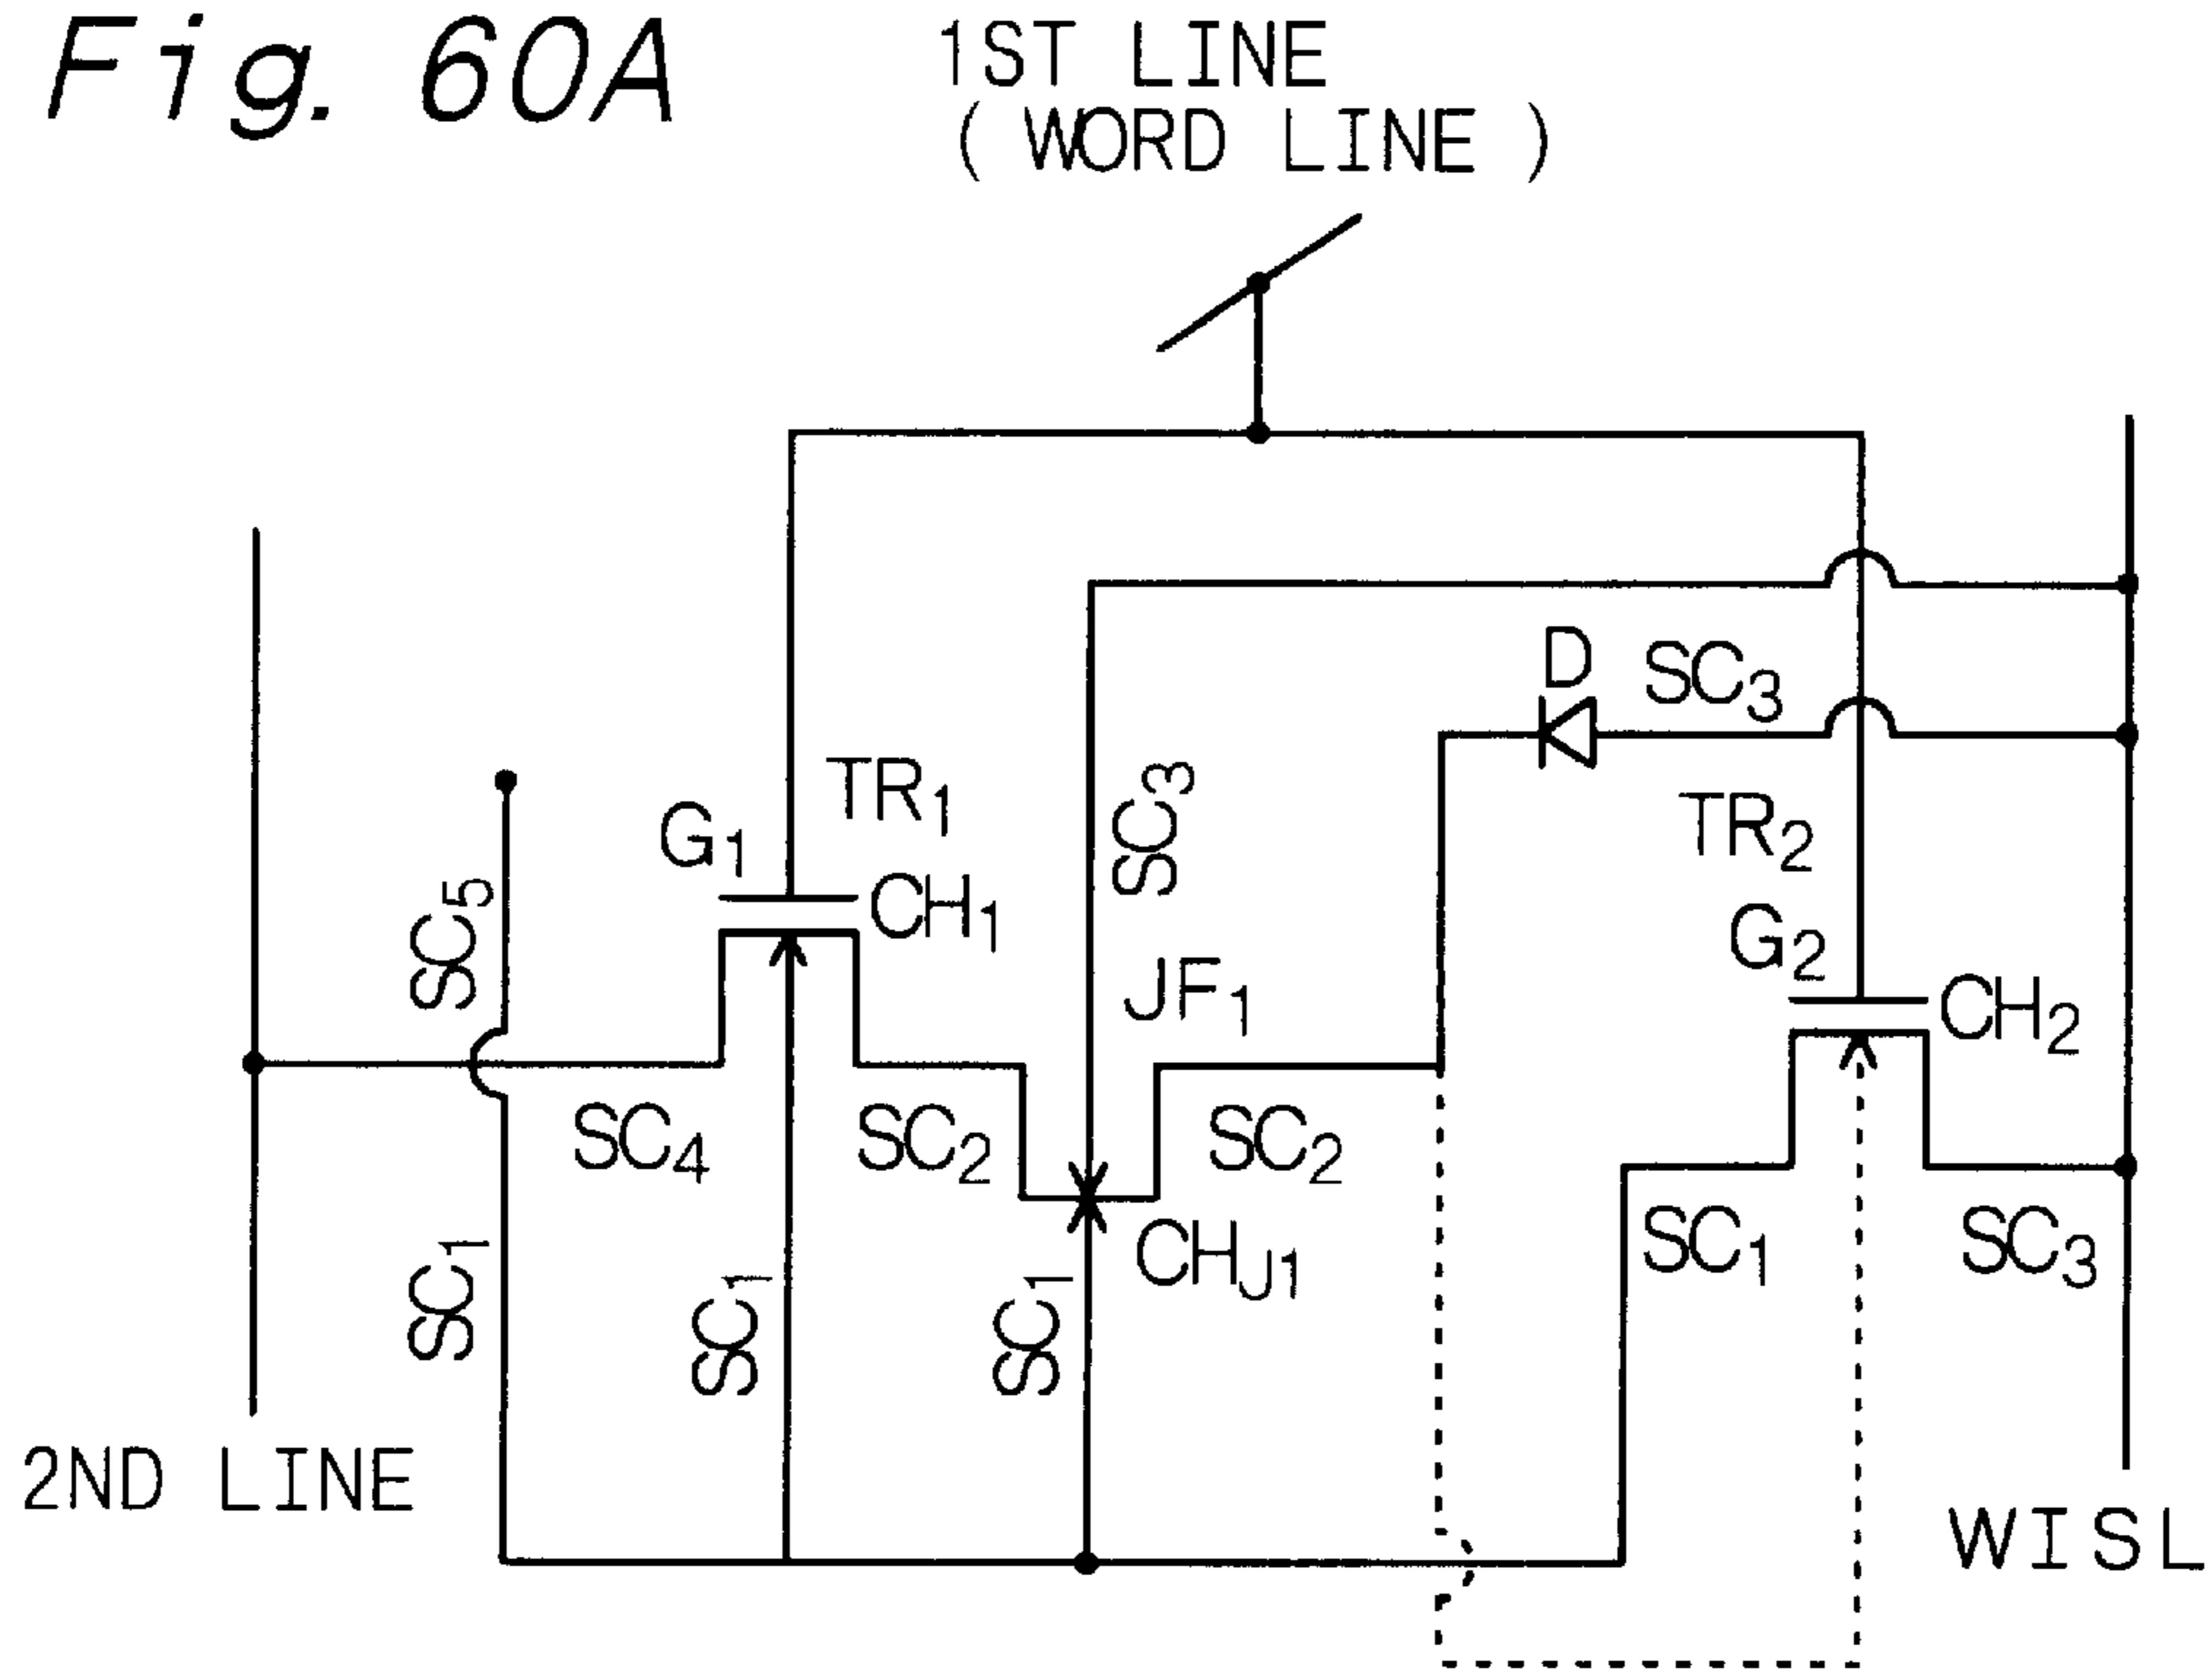 Fig. 60A
1ST LINE
( WORD LINE )
D
SC3
TR1
G1
CH1
SC3
TR2
G2
CH2
SC5
JF1
SC4
SC2
SC2
SC1
SC3
CHJ1
SC1
SC1
SC1
2ND LINE
WISL